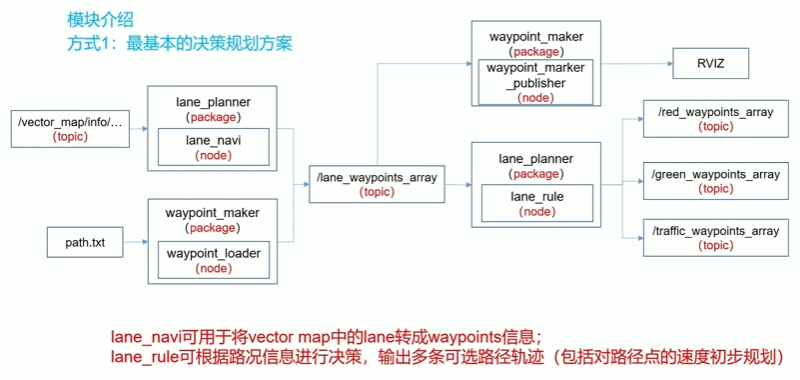 模块介绍
方式1：最基本的决策规划方案
/vector_map/info/...
(topic)
lane_planner
(package)
lane_navi
(node)
path.txt
waypoint_maker
(package)
waypoint_loader
(node)
/lane_waypoints_array
(topic)
waypoint_maker
(package)
waypoint_marker
_publisher
(node)
RVIZ
lane_planner
(package)
lane_rule
(node)
/red_waypoints_array
(topic)
/green_waypoints_array
(topic)
/traffic_waypoints_array
(topic)
lane_navi可用于将vector map中的lane转成waypoints信息；
lane_rule可根据路况信息进行决策，输出多条可选路径轨迹（包括对路径点的速度初步规划）